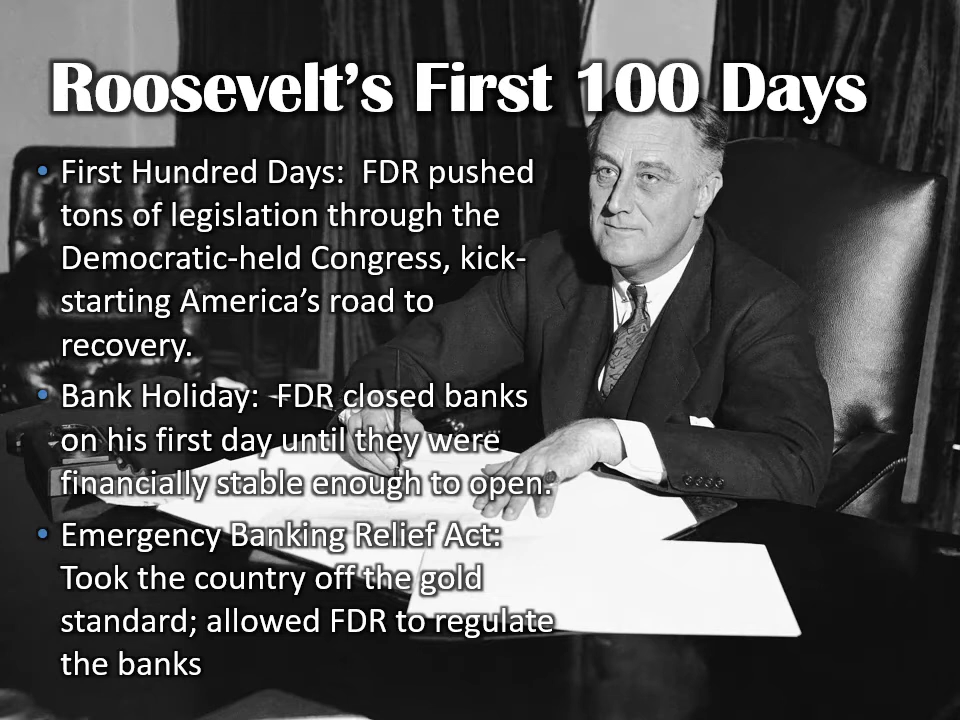 Roosevelt’s First 100 Days
• First Hundred Days:  FDR pushed
tons of legislation through the
Democratic-held Congress, kick-
starting America’s road to
recovery.
• Bank Holiday:  FDR closed banks
on his first day until they were
financially stable enough to open.
• Emergency Banking Relief Act:
Took the country off the gold
standard; allowed FDR to regulate
the banks